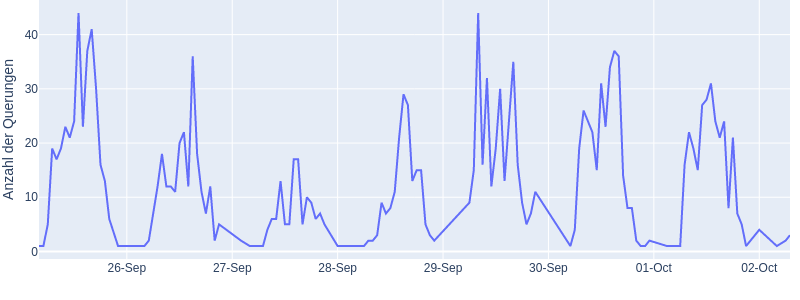 Anzahl der Querungen
40
30
20
10
0
26-Sep
27-Sep
28-Sep
29-Sep
30-Sep
01-Oct
02-Oct